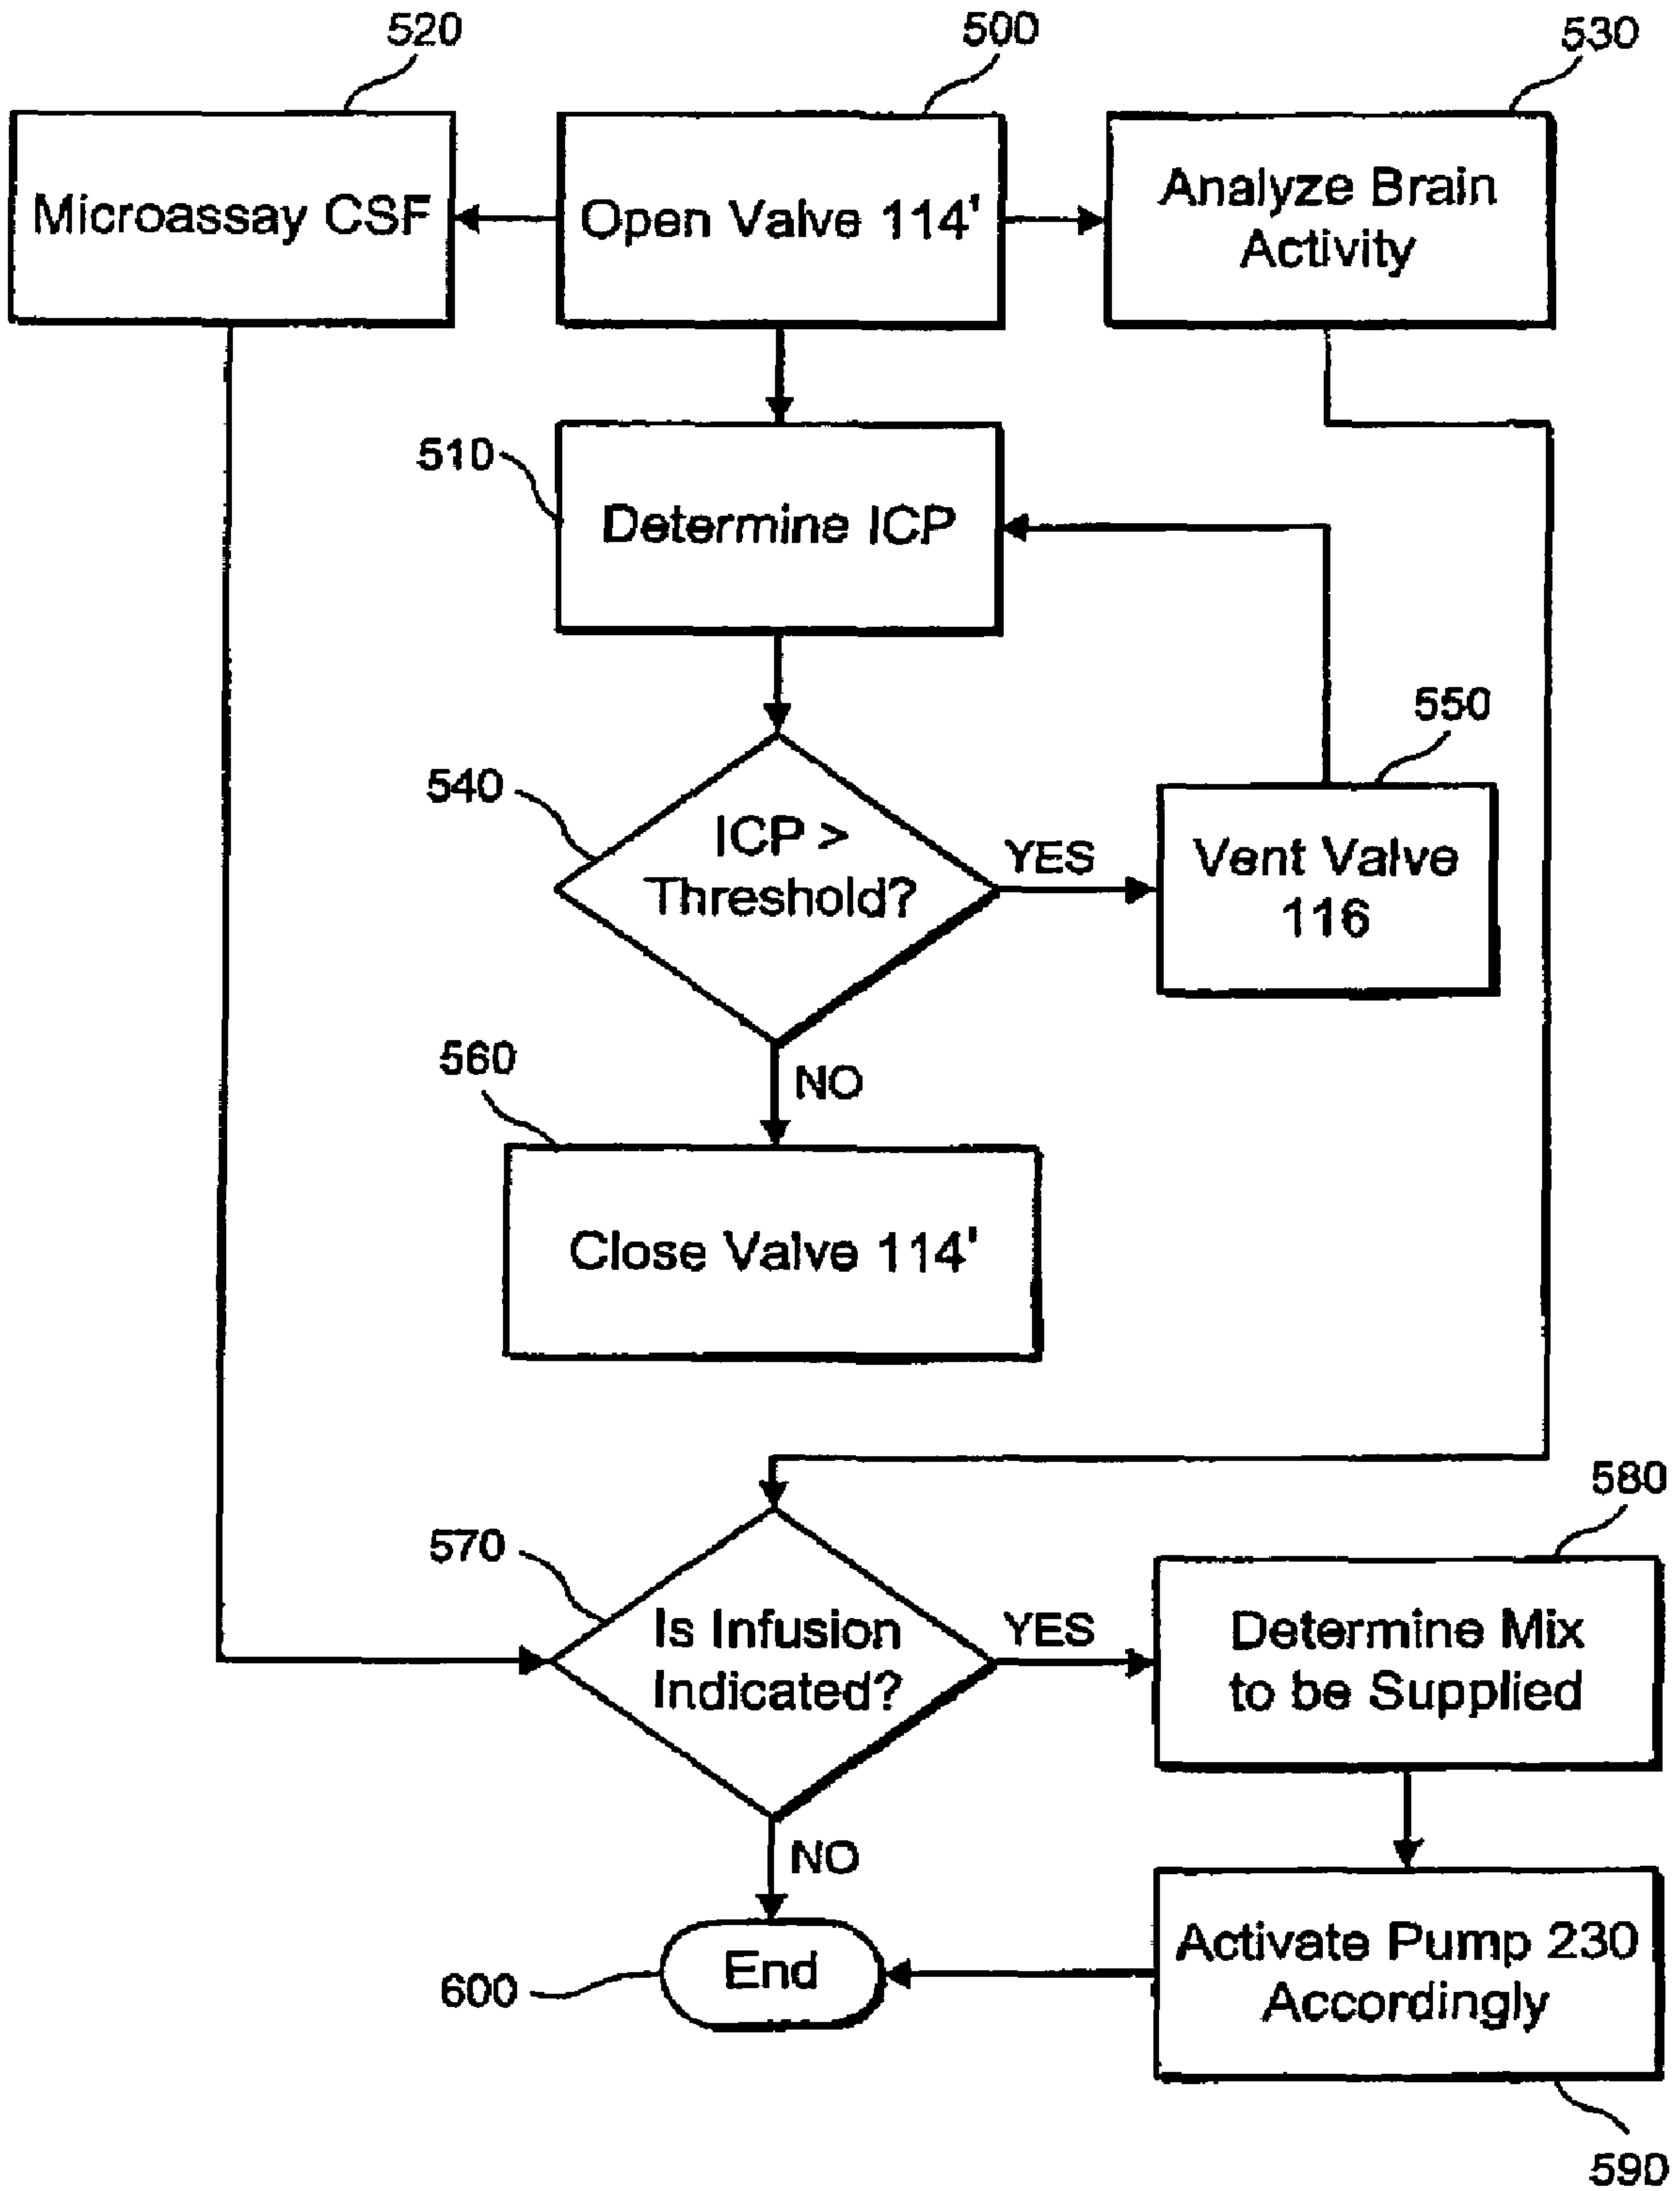 520
500
530
Microassay CSF
Open Valve 114'
Analyze Brain
Activity
510
Determine ICP
550
540
ICP >
Threshold?
YES
Vent Valve
116
560
NO
Close Valve 114'
580
570
Is Infusion
Indicated?
YES
Determine Mix
to be Supplied
NO
End
600
Activate Pump 230
Accordingly
590